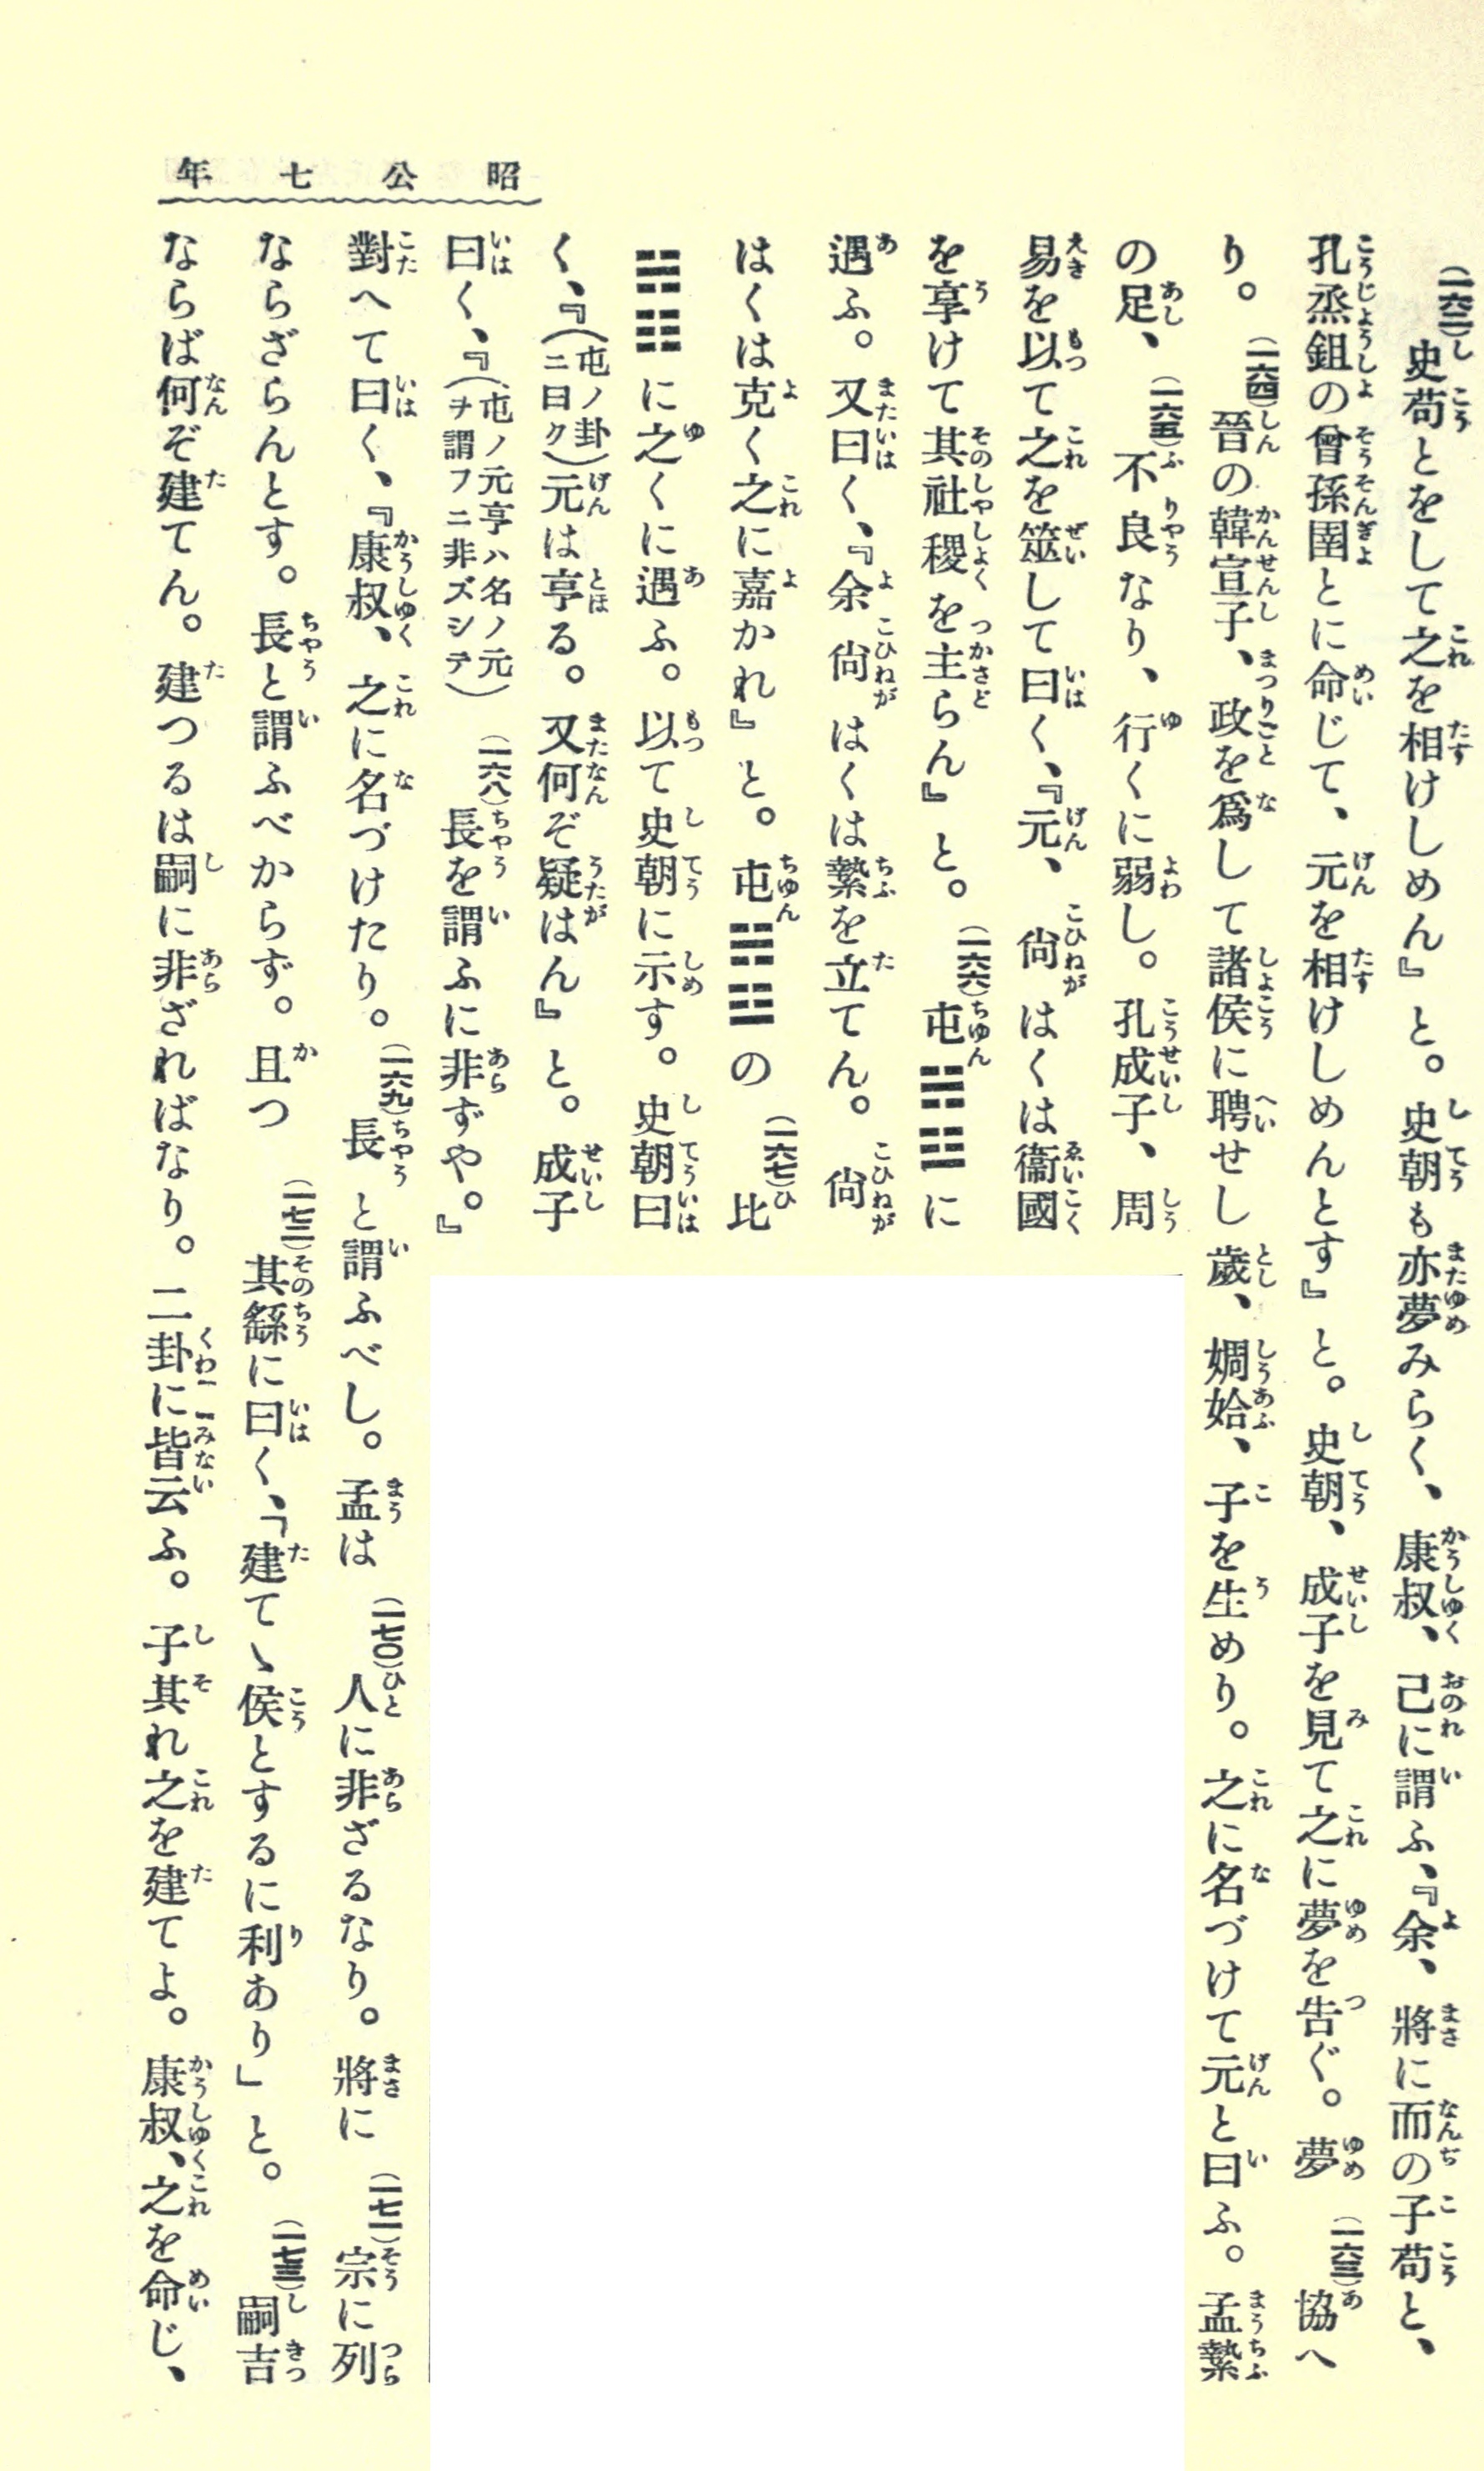 昭公七年
(一六二)史苟とをして之を相けしめん』と。史朝も亦夢みらく、康叔、己に謂ふ、『余、將に而の子苟と、
孔烝鉏の曾孫圉とに命じて、元を相けしめんとす』と。史朝、成子を見て之に夢を告ぐ。夢(一六三)協へ
り。(一六四)晉の韓宣子、政を爲して諸侯に聘せし歲、婤姶、子を生めり。之に名づけて元と曰ふ。孟縶
の足、(一六五)不良なり、行くに弱し。孔成子、周
易を以て之を筮して曰く、『元、尙はくは衞國
を享けて其社稷を主らん』と。(一六六)屯䷂に
遇ふ。又曰く、『余尙はくは縶を立てん。尙
はくは克く之に嘉かれ』と。屯䷂の(一六七)比
䷇に之くに遇ふ。以て史朝に示す。史朝曰
く、『(屯ノ卦ニ曰ク)元は亨る。又何ぞ疑はん』と。成子
曰く、『(屯ノ元亨ハ名ノ元ヲ謂フニ非ズシテ)(一六八)長を謂ふに非ずや。』
對へて曰く、『康叔、之に名づけたり。(一六九)長と謂ふべし。孟は(一七〇)人に非ざるなり。將に(一七一)宗に列
ならざらんとす。長と謂ふべからず。且つ(一七二)其繇に曰く、「建てゝ侯とするに利あり」と。(一七三)嗣吉
ならば何ぞ建てん。建つるは嗣に非ざればなり。二卦に皆云ふ。子其れ之を建てよ。康叔、之を命じ、